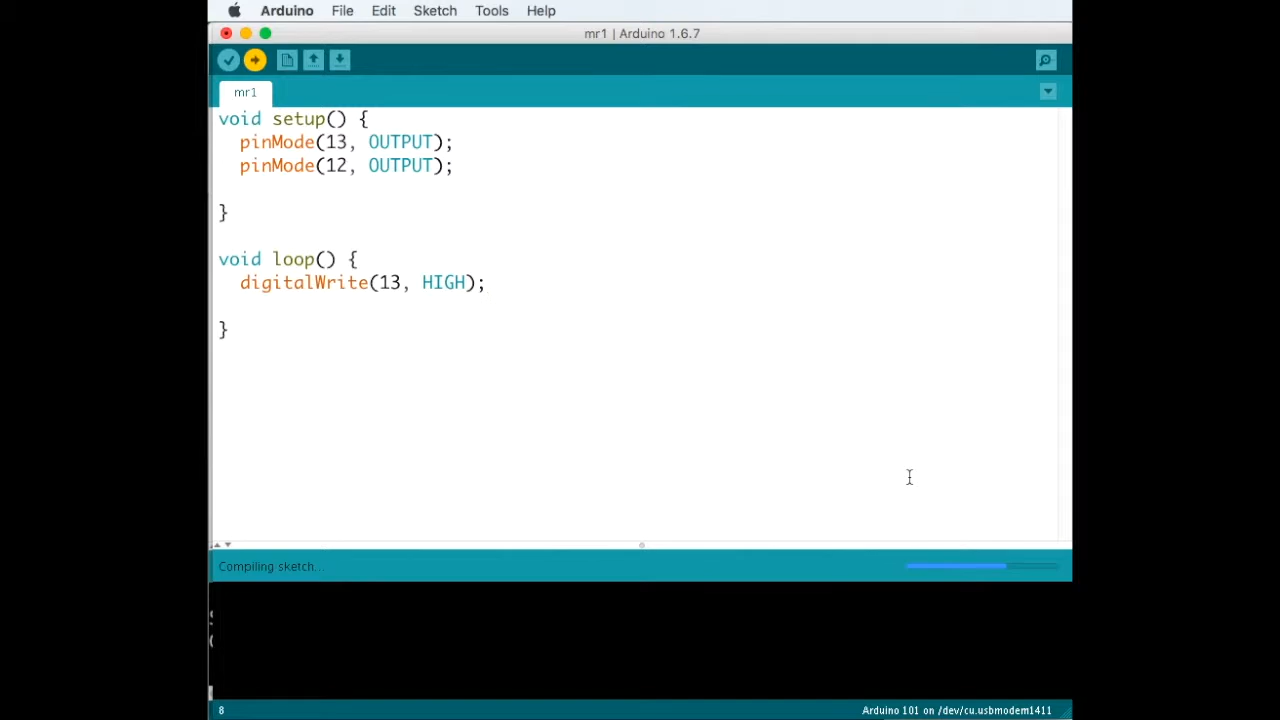 Arduino File Edit Sketch Tools Help
mr1 | Arduino 1.6.7
mr1
void setup() {
  pinMode(13, OUTPUT);
  pinMode(12, OUTPUT);
}
void loop() {
  digitalWrite(13, HIGH);
}
Compiling sketch...
8 Arduino 101 on /dev/cu.usbmodem1411